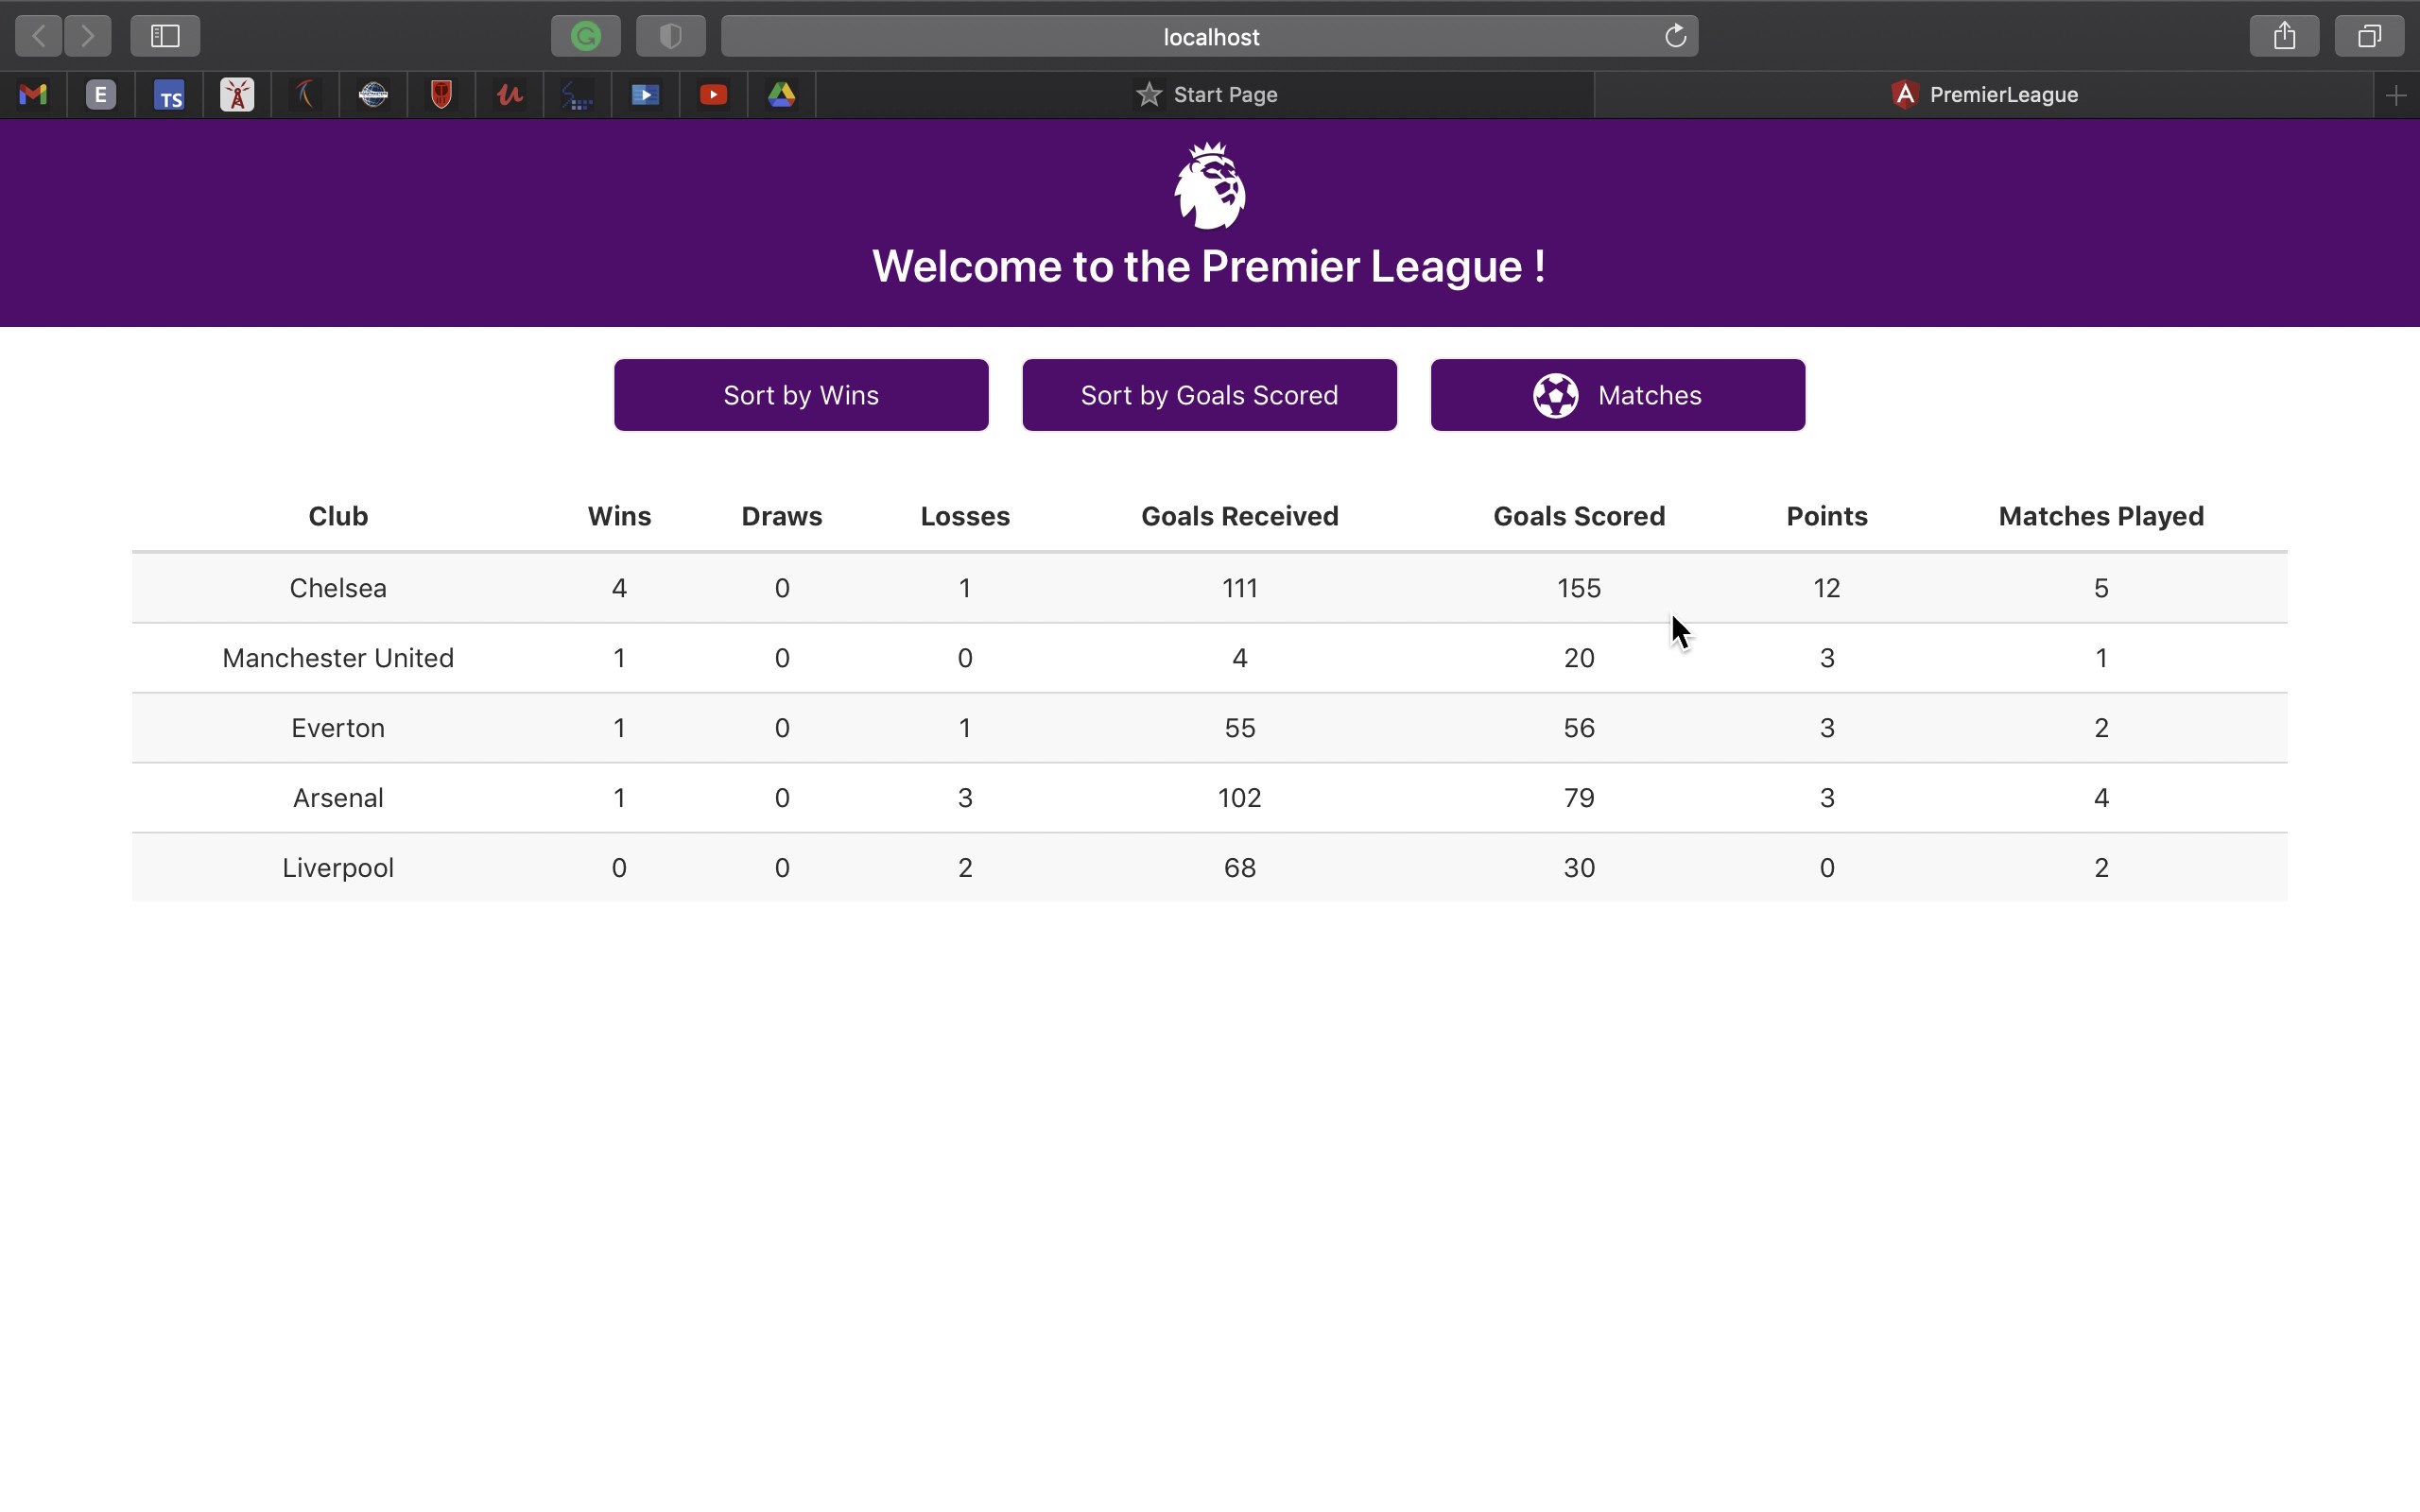 localhost
E
TS
Start Page
PremierLeague
Welcome to the Premier League !
Sort by Wins Sort by Goals Scored Matches
Club Wins Draws Losses Goals Received Goals Scored Points Matches Played
Chelsea 4 0 1 111 155 12 5
Manchester United 1 0 0 4 20 3 1
Everton 1 0 1 55 56 3 2
Arsenal 1 0 3 102 79 3 4
Liverpool 0 0 2 68 30 0 2